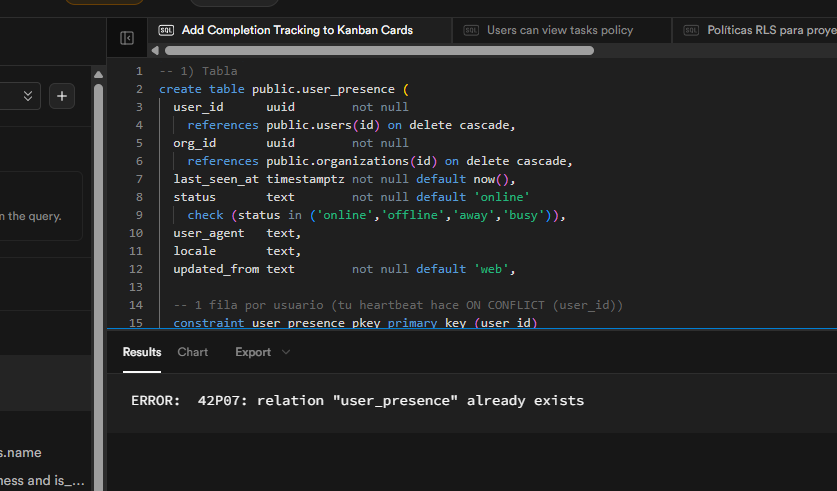 SQL Add Completion Tracking to Kanban Cards SQL Users can view tasks policy SQL Políticas RLS para proye
1 -- 1) Tabla
2 create table public.user_presence (
3 user_id uuid not null
4 references public.users(id) on delete cascade,
5 org_id uuid not null
6 references public.organizations(id) on delete cascade,
7 last_seen_at timestamptz not null default now(),
8 status text not null default 'online'
9 check (status in ('online','offline','away','busy')),
10 user_agent text,
11 locale text,
12 updated_from text not null default 'web',
13
14 -- 1 fila por usuario (tu heartbeat hace ON CONFLICT (user_id))
15 constraint user_presence_pkey primary key (user_id)
n the query.
Results Chart Export
ERROR: 42P07: relation "user_presence" already exists
s.name
ness and is_...